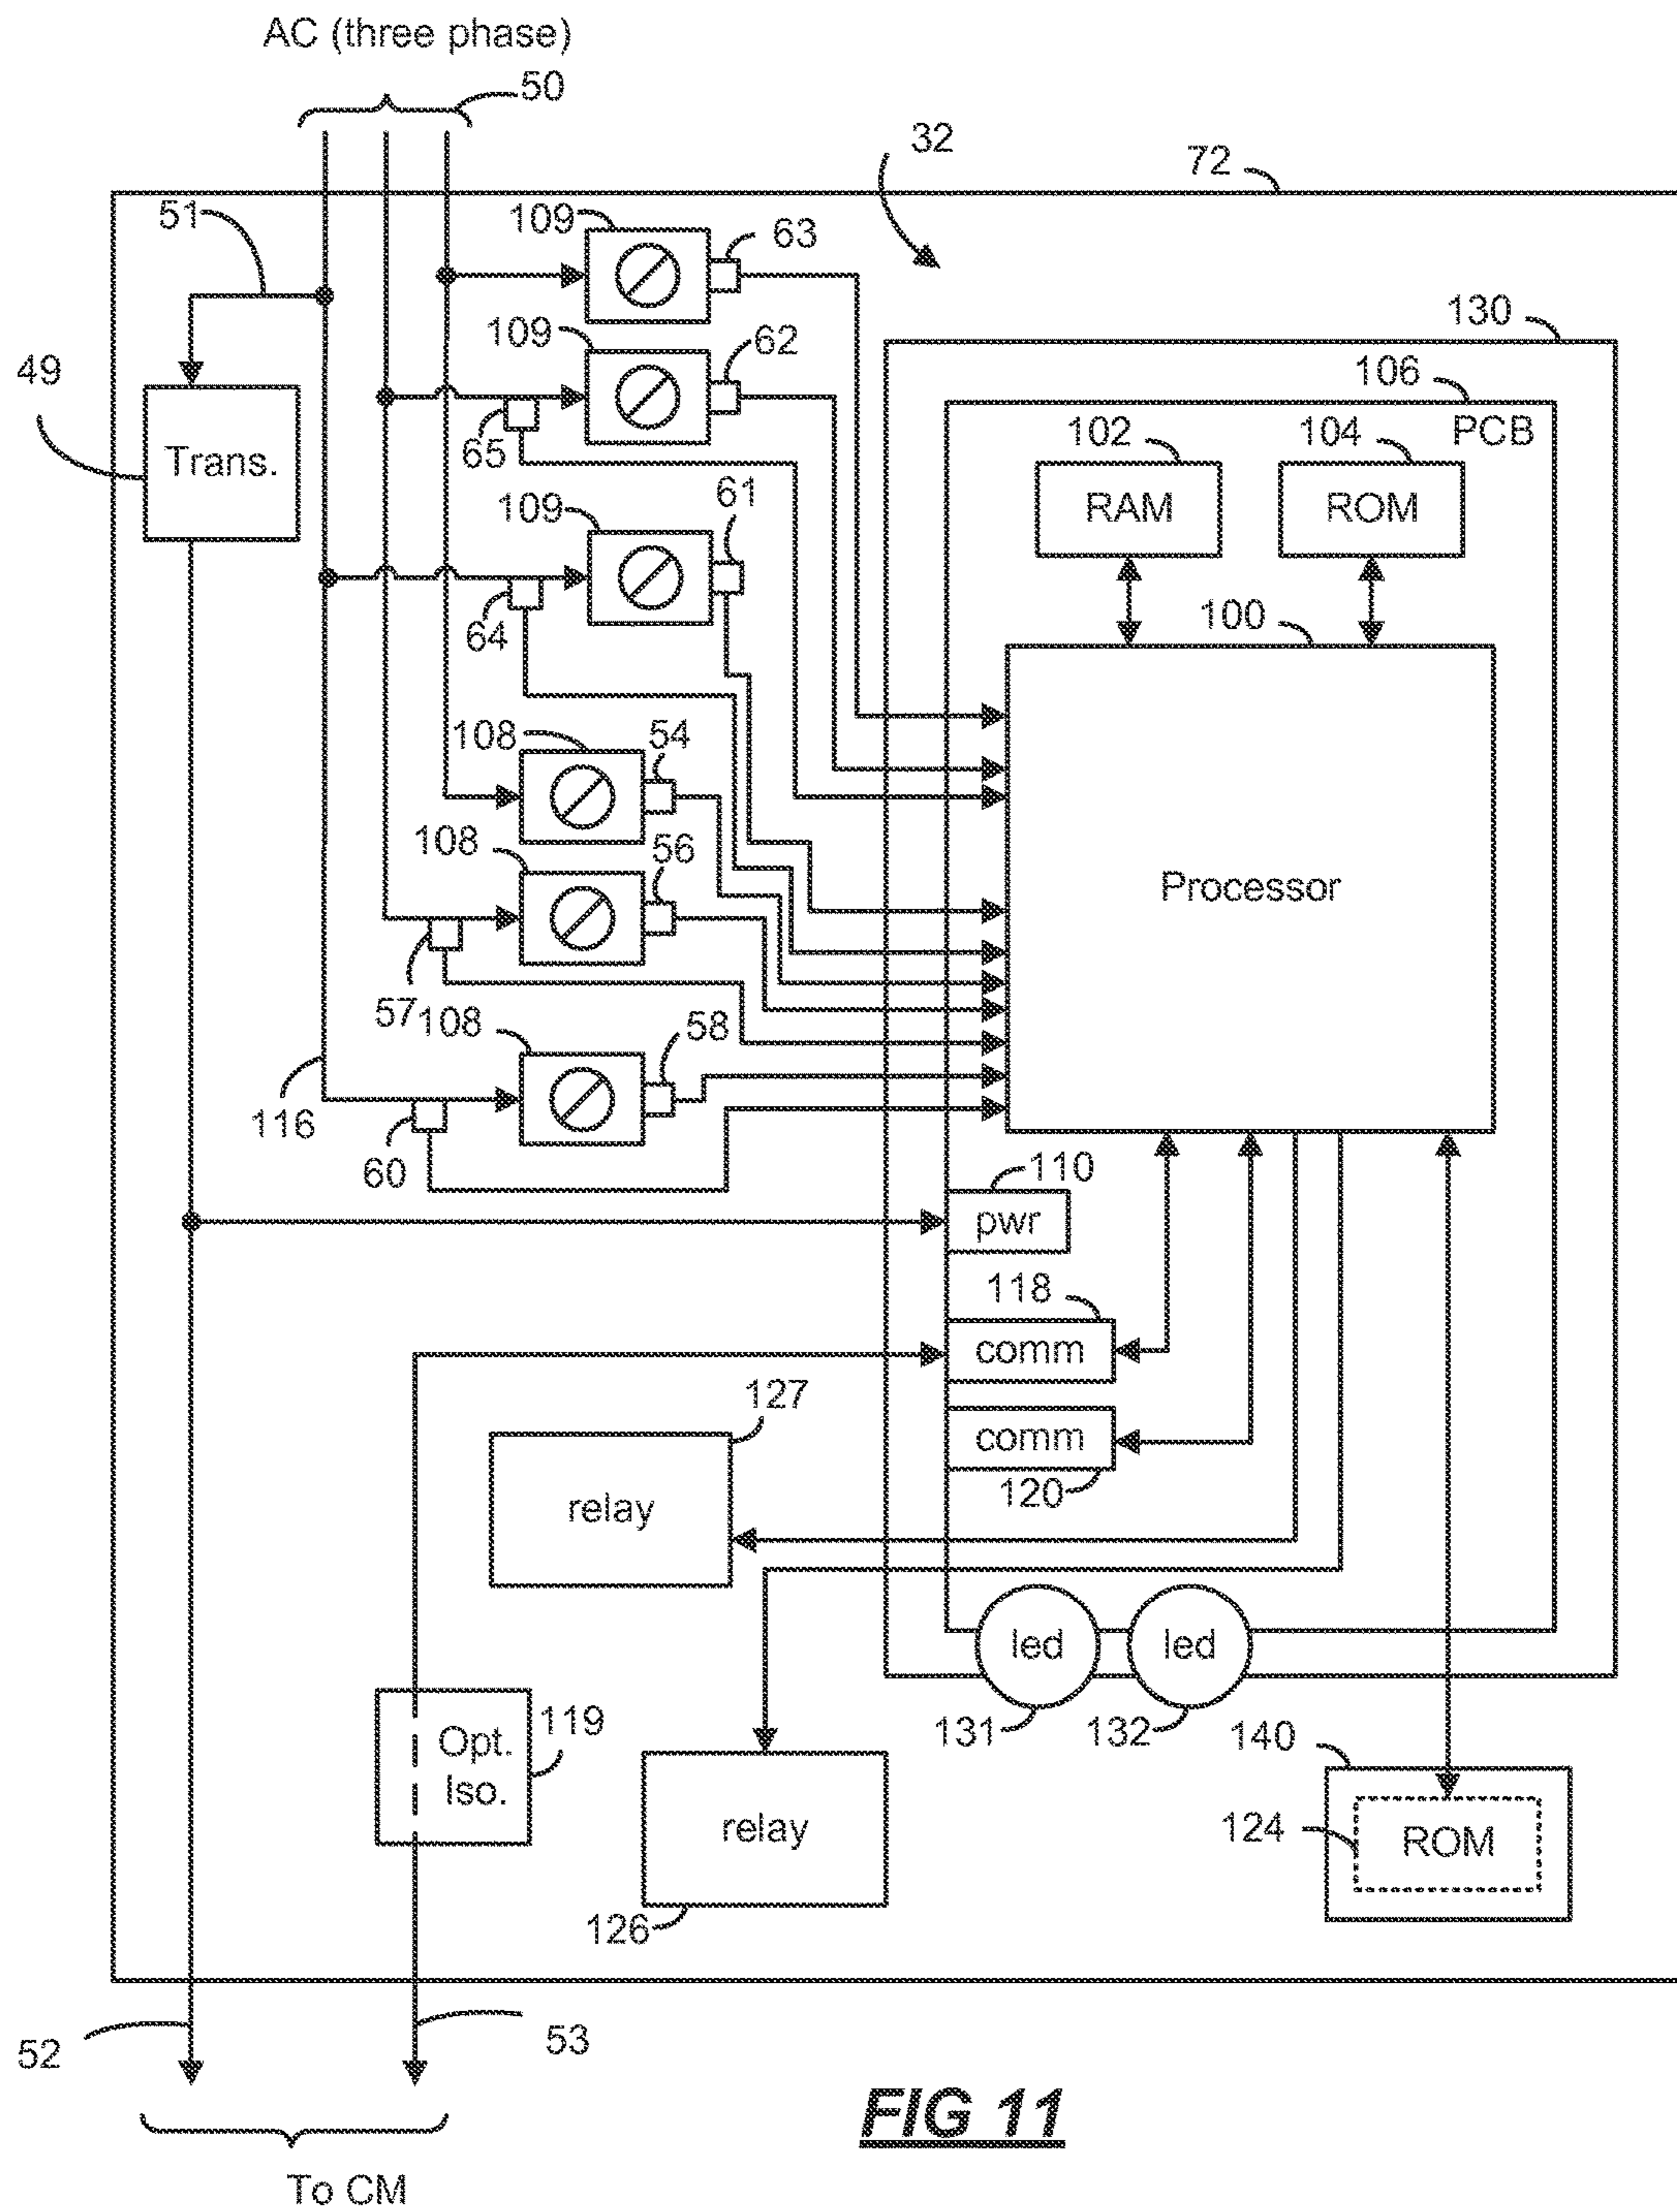 AC (three phase)
50
32
72
51
109
63
130
109
62
49
106
PCB
Trans.
65
102
104
RAM
ROM
109
61
64
100
108
54
Processor
108
56
57
108
58
116
60
110
pwr
118
comm
127
comm
120
relay
led
led
131
132
119
Opt.
Iso.
140
relay
124
ROM
126
52
53
To CM
FIG 11